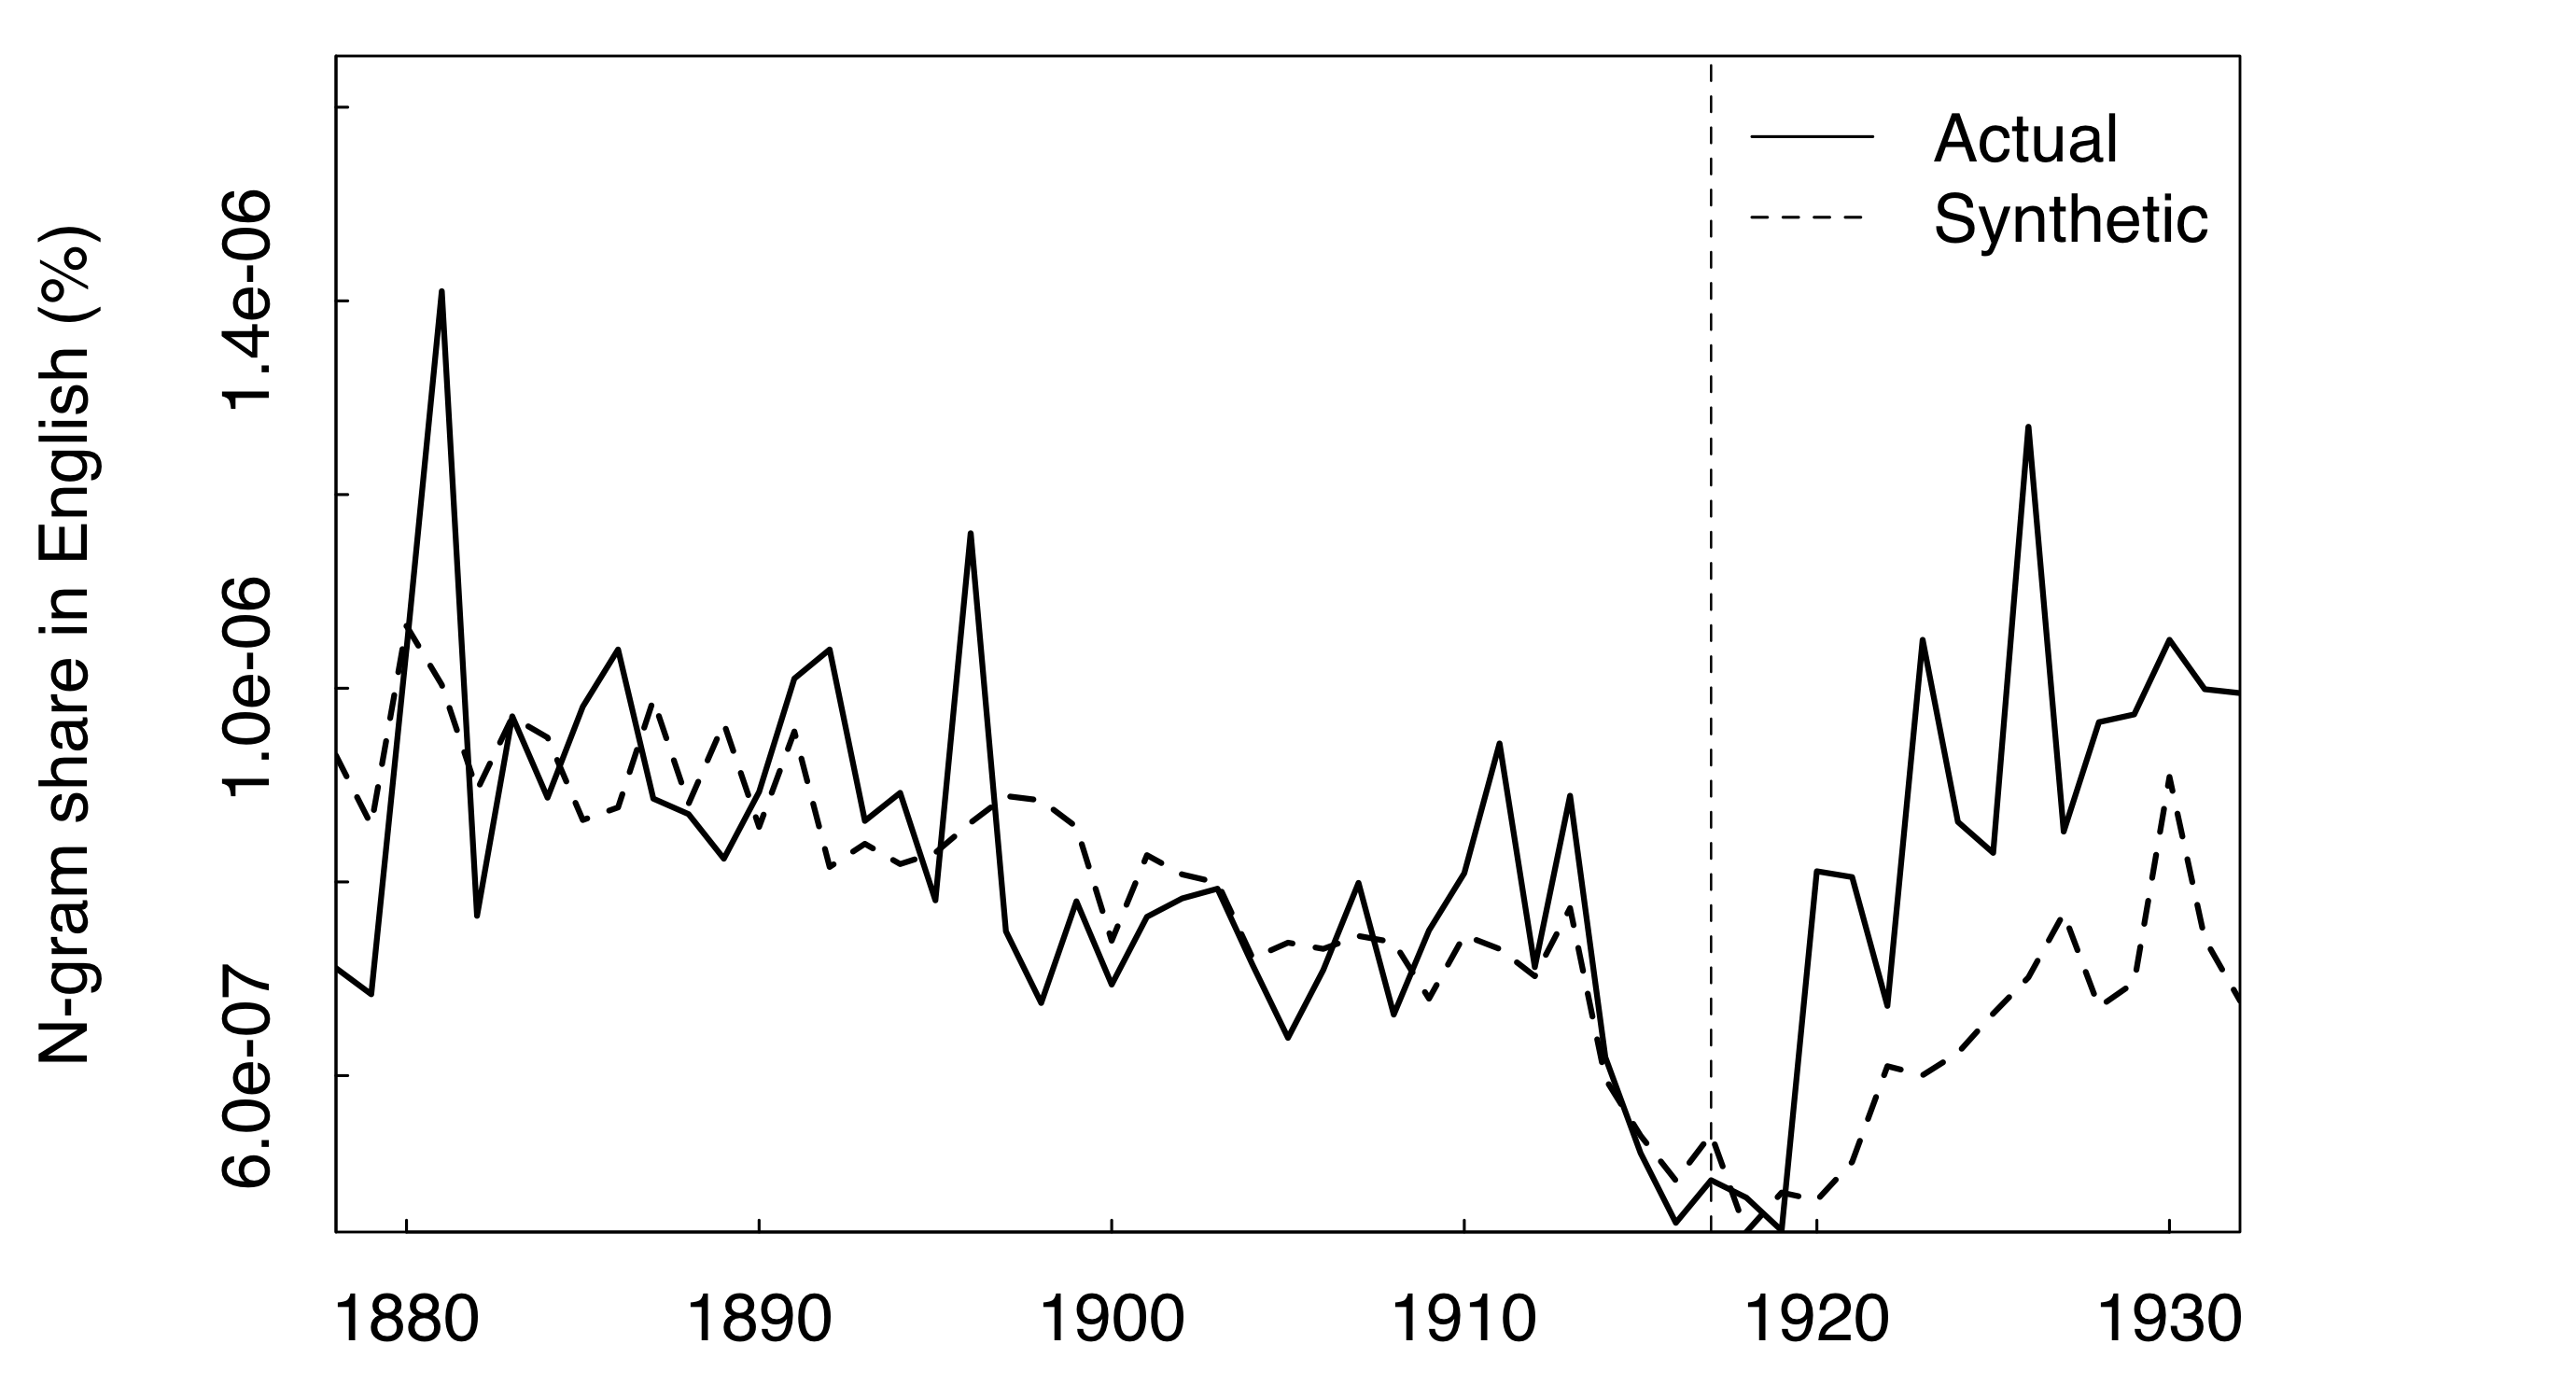 N-gram share in English (%)
1.4e-06
1.0e-06
6.0e-07
Actual
Synthetic
1880 1890 1900 1910 1920 1930